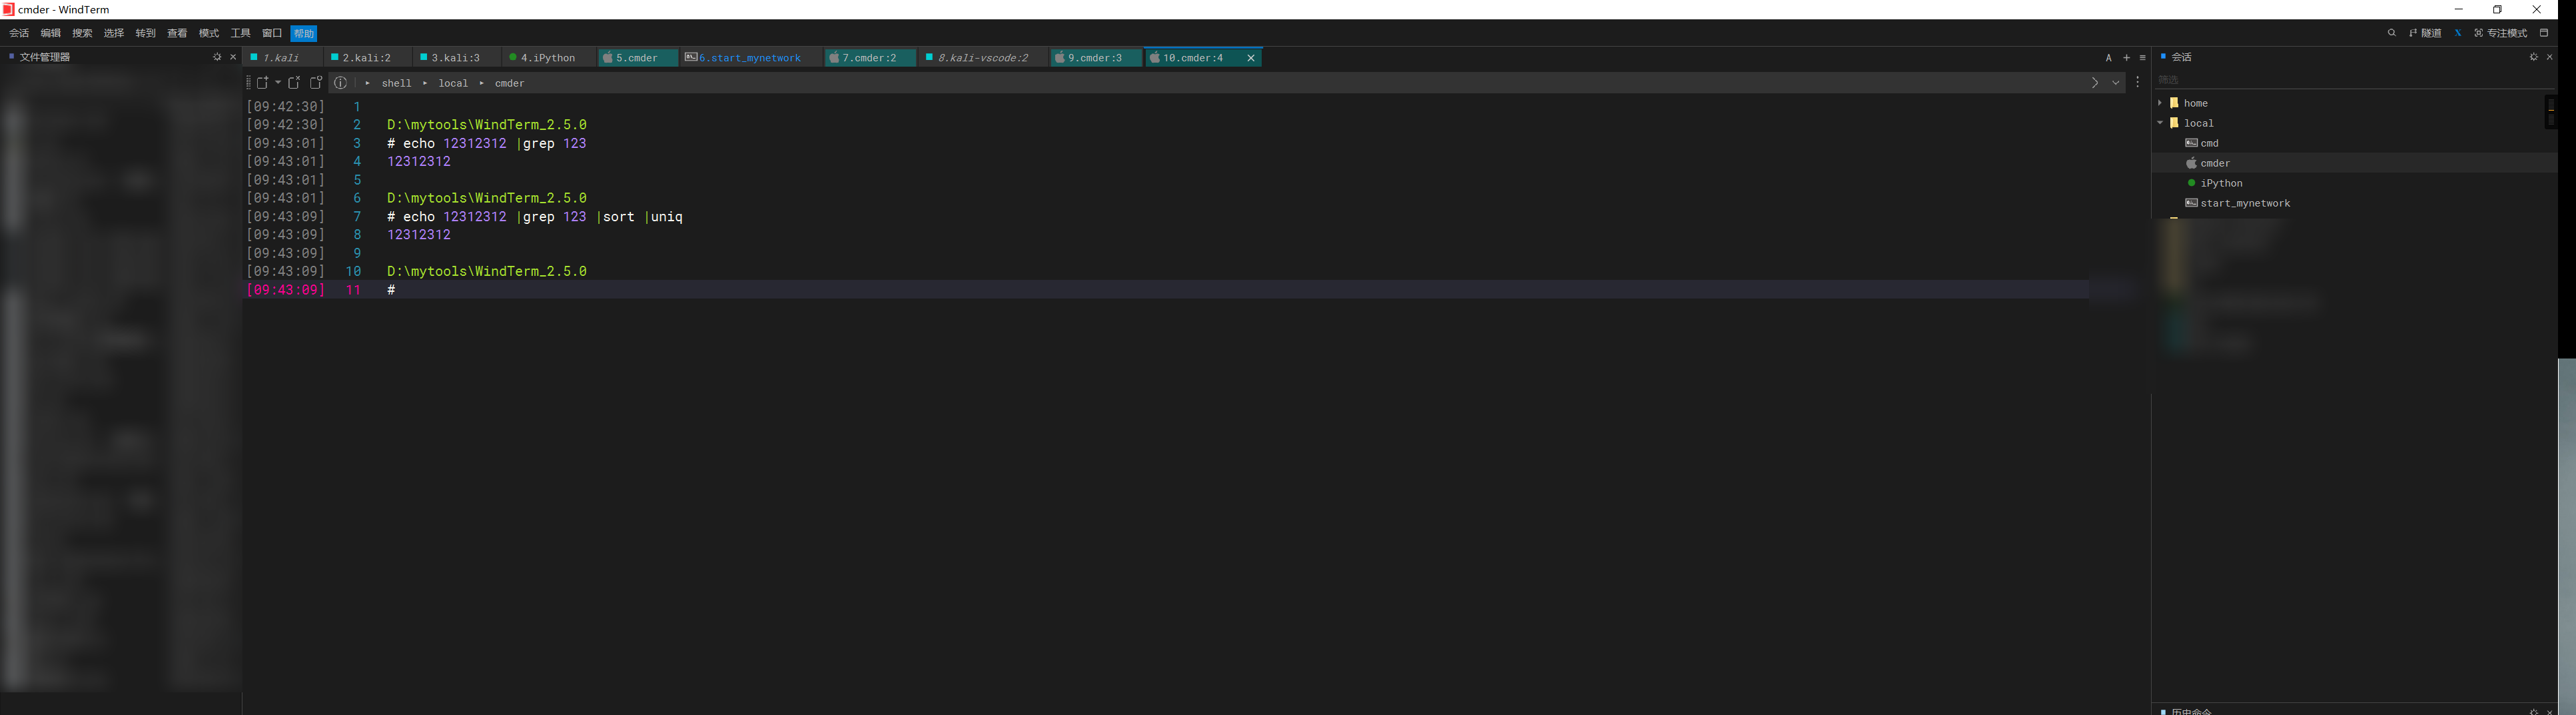 cmder - WindTerm
会话 编辑 搜索 选择 转到 查看 模式 工具 窗口 帮助
隧道 X 专注模式
文件管理器
1.kali 2.kali:2 3.kali:3 4.iPython 5.cmder 6.start_mynetwork 7.cmder:2 8.kali-vscode:2 9.cmder:3 10.cmder:4
A
shell local cmder
[09:42:30] 1
[09:42:30] 2 D:\mytools\WindTerm_2.5.0
[09:43:01] 3 # echo 12312312 |grep 123
[09:43:01] 4 12312312
[09:43:01] 5
[09:43:01] 6 D:\mytools\WindTerm_2.5.0
[09:43:09] 7 # echo 12312312 |grep 123 |sort |uniq
[09:43:09] 8 12312312
[09:43:09] 9
[09:43:09] 10 D:\mytools\WindTerm_2.5.0
[09:43:09] 11 #
会话
筛选
home
local
cmd
cmder
iPython
start_mynetwork
历史命令